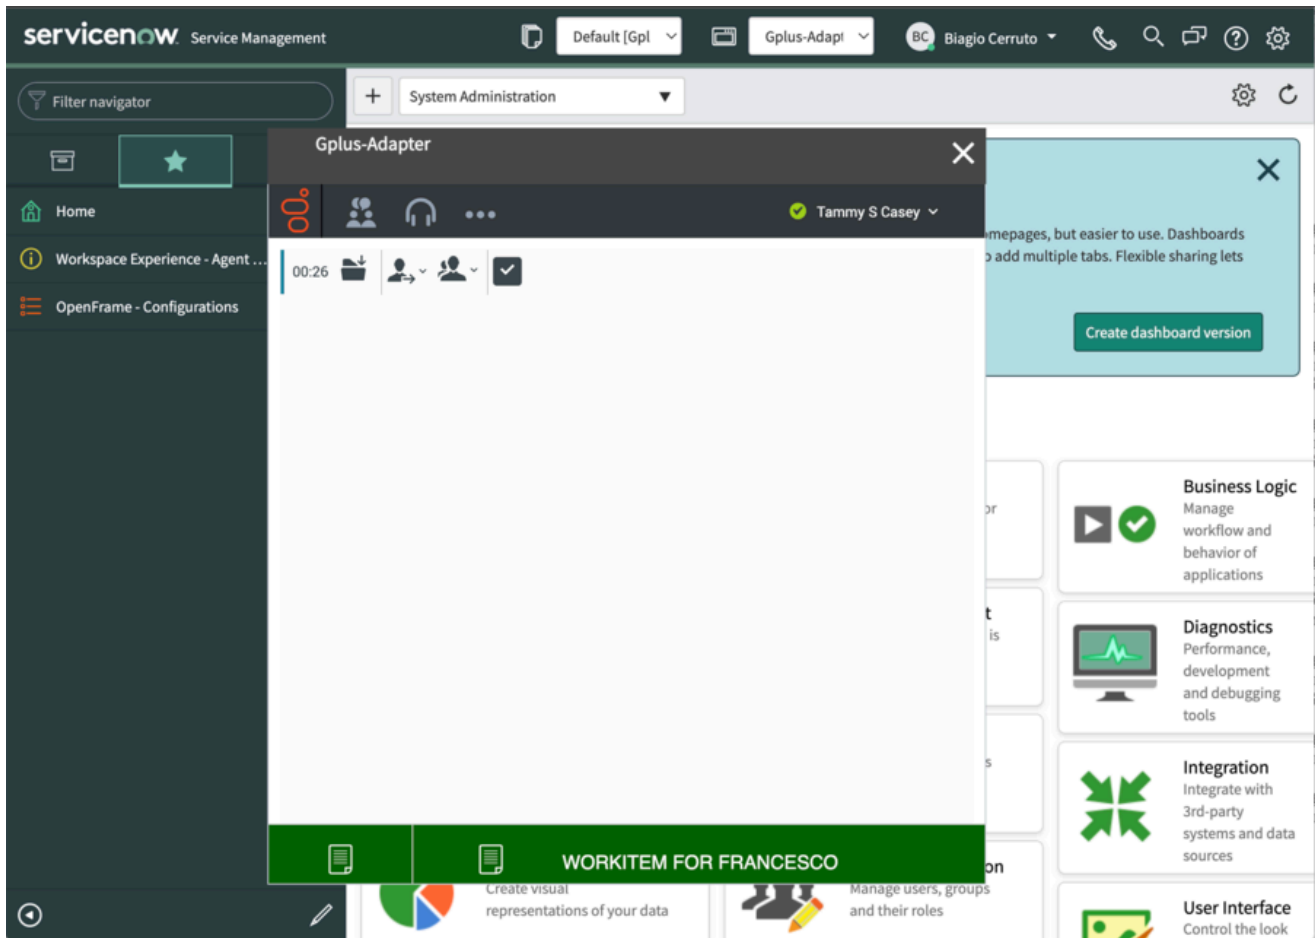 servicenow. Service Management
Default [Gpl
Gplus-Adapt
BC
Biagio Cerruto
Filter navigator
System Administration
Gplus-Adapter
Home
Workspace Experience - Agent ...
OpenFrame - Configurations
Tammy S Casey
00:26
mepages, but easier to use. Dashboards
add multiple tabs. Flexible sharing lets
Create dashboard version
or
t
is
s
on
Business Logic
Manage
workflow and
behavior of
applications
Diagnostics
Performance,
development
and debugging
tools
Integration
Integrate with
3rd-party
systems and data
sources
WORKITEM FOR FRANCESCO
Create visual
representations of your data
Manage users, groups
and their roles
User Interface
Control the look